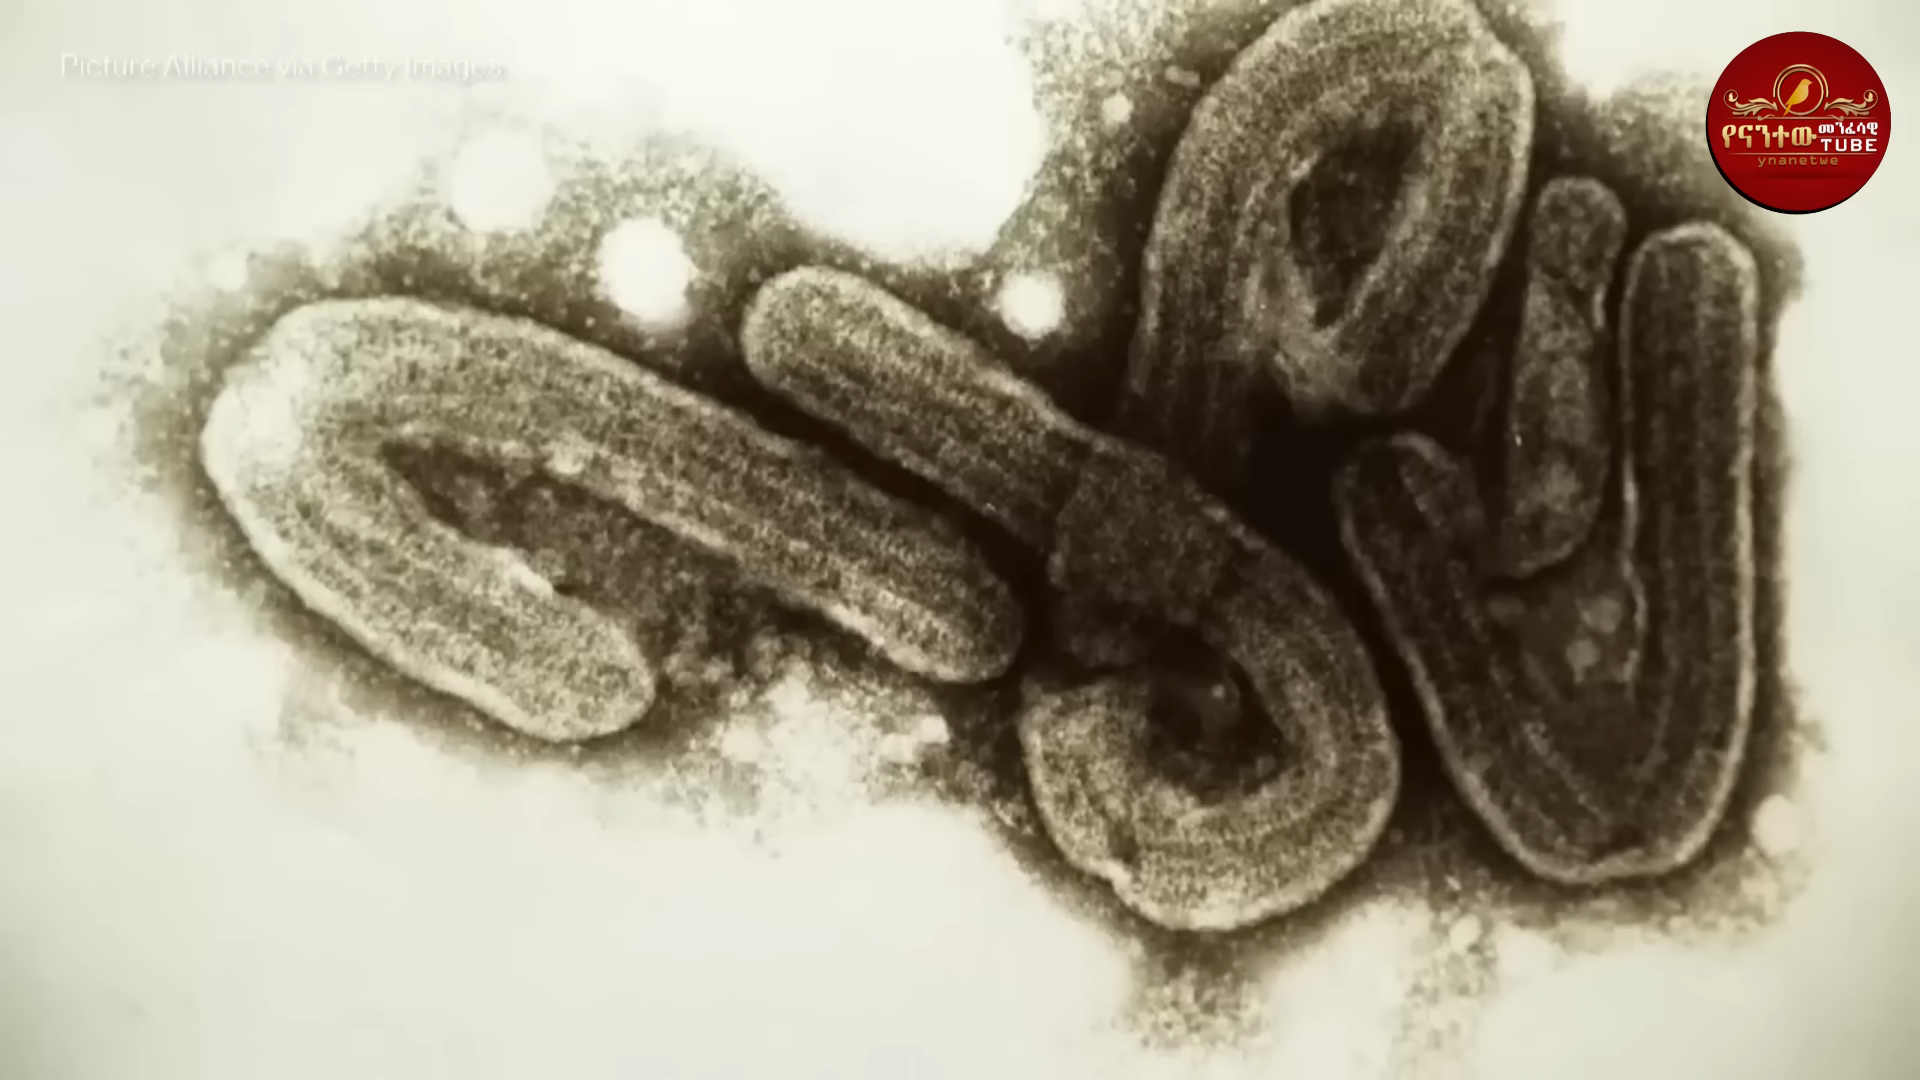 Picture Alliance via Getty Images
የናንተው
መንፈሳዊ
TUBE
ynanetwe